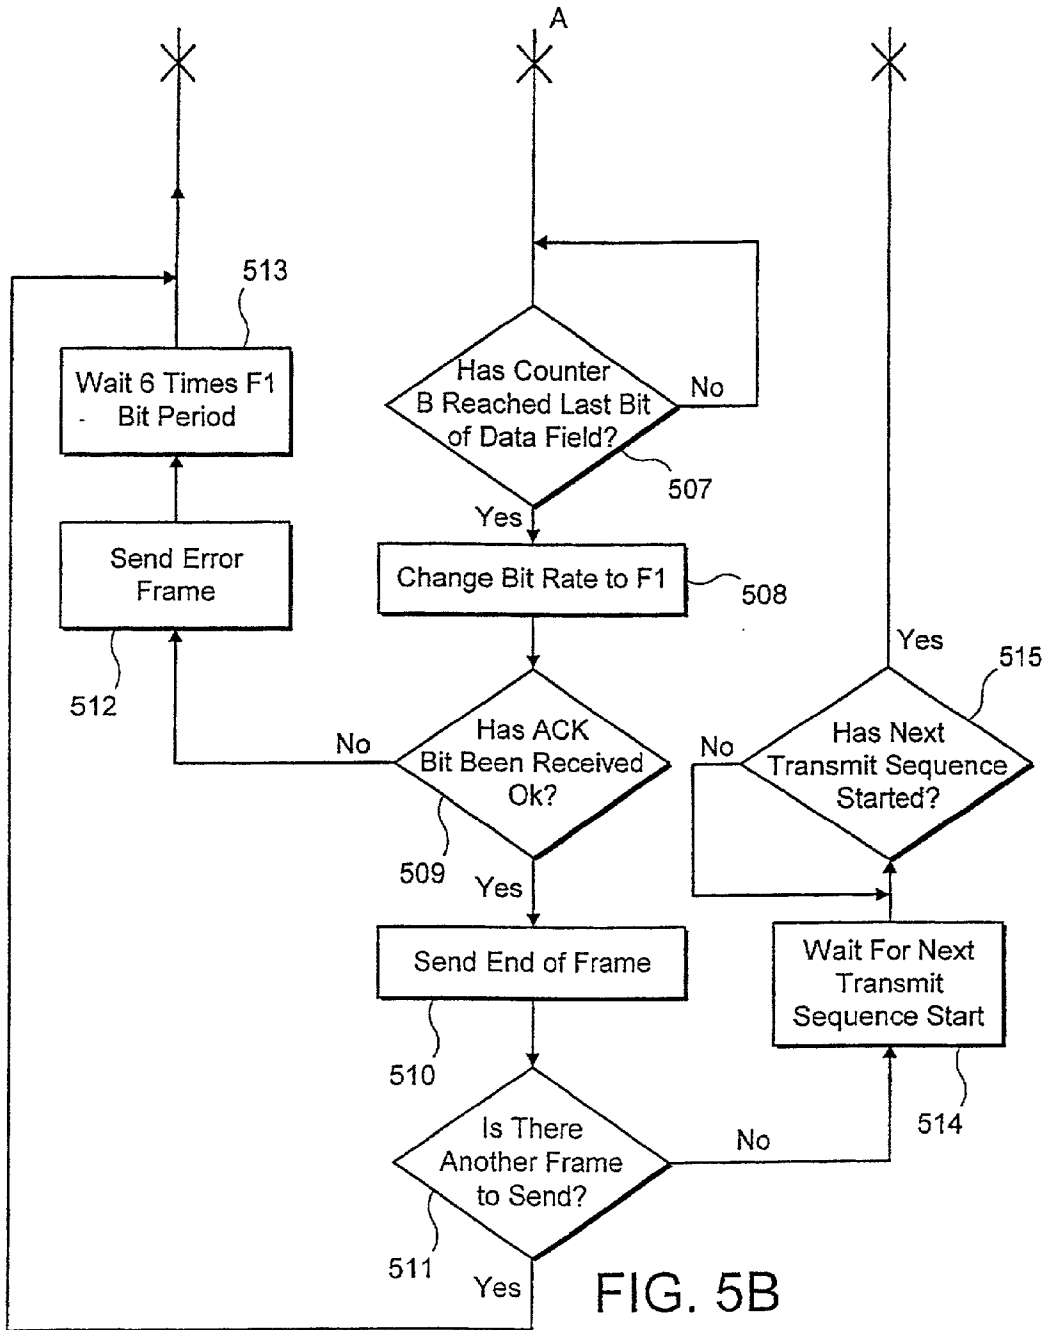 A
513
Wait 6 Times F1
Bit Period
Has Counter
B Reached Last Bit
of Data Field?
No
507
Yes
Send Error
Frame
Change Bit Rate to F1
508
512
Yes
515
No
Has ACK
Bit Been Received
Ok?
No
Has Next
Transmit Sequence
Started?
509
Yes
Send End of Frame
Wait For Next
Transmit
Sequence Start
510
514
Is There
Another Frame
to Send?
No
511
Yes
FIG. 5B